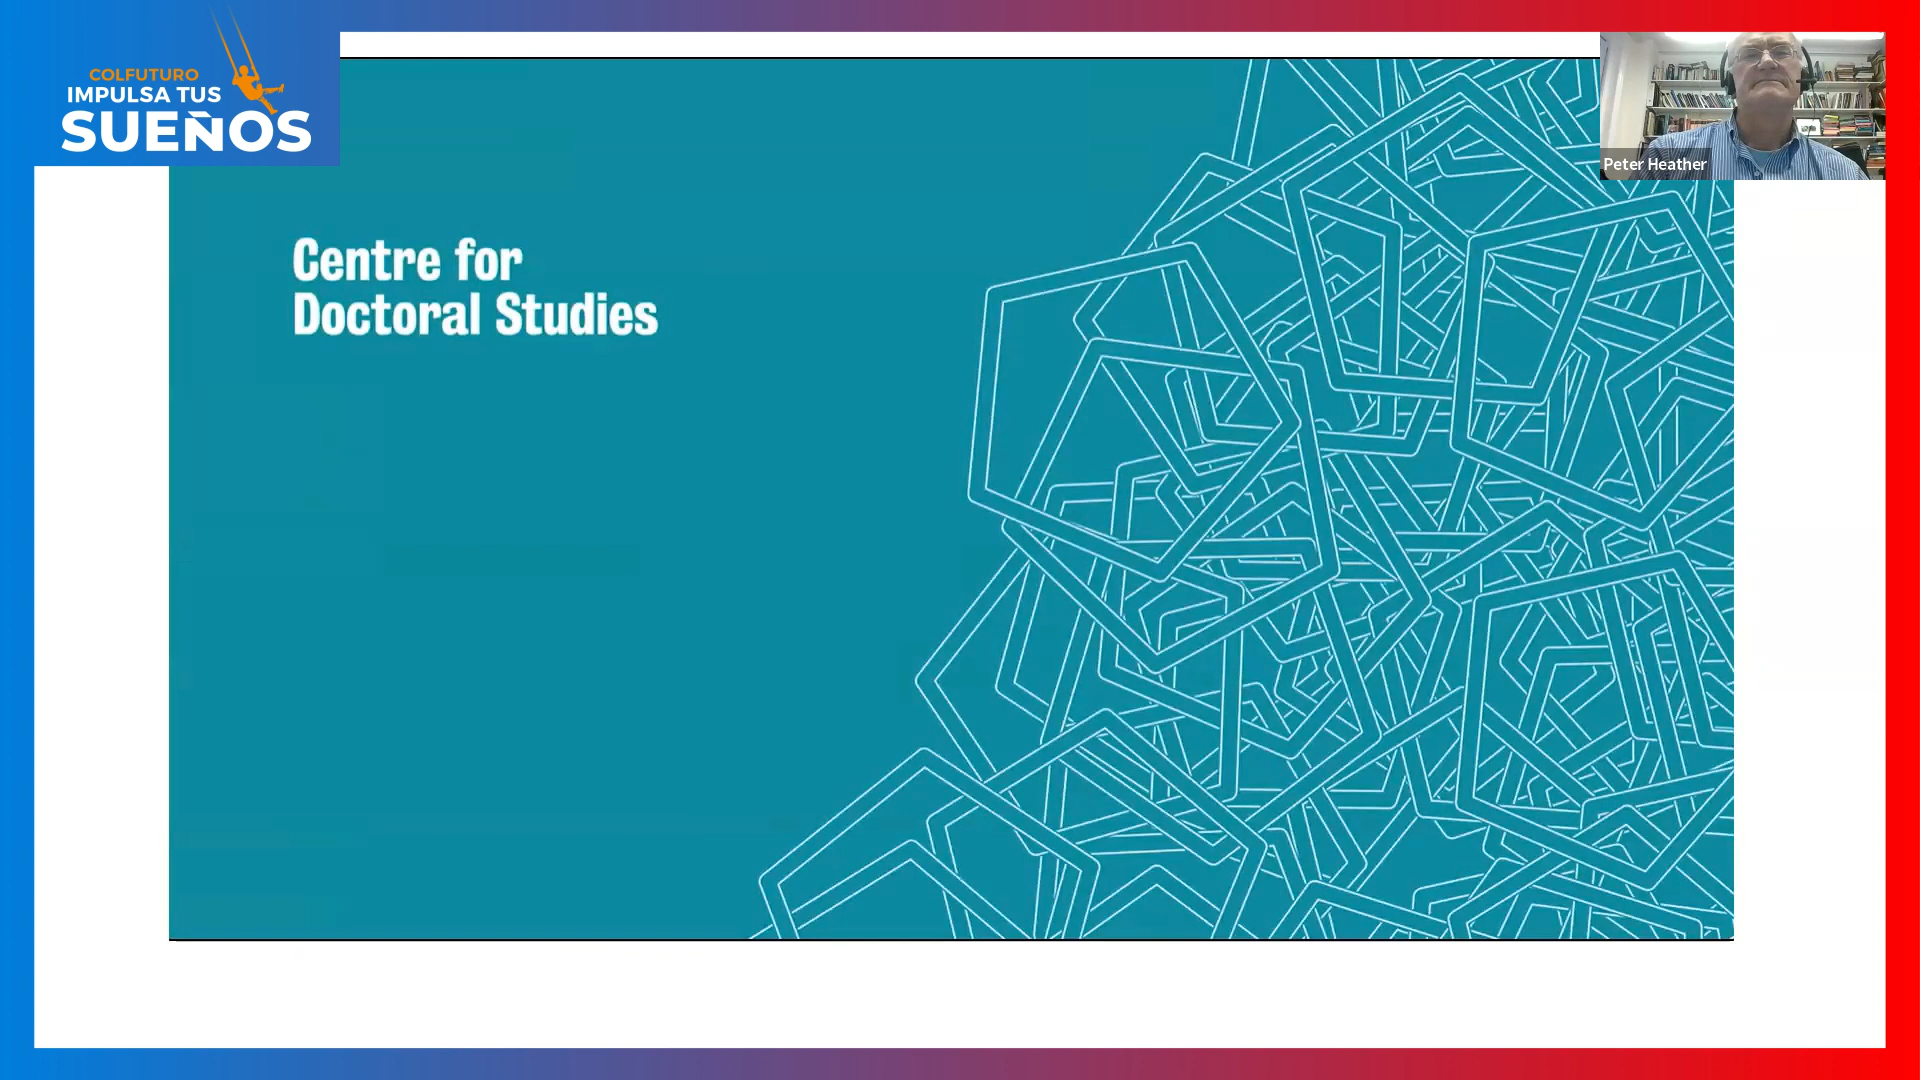 COLFUTURO
IMPULSA TUS
SUEÑOS
Peter Heather
Centre for
Doctoral Studies